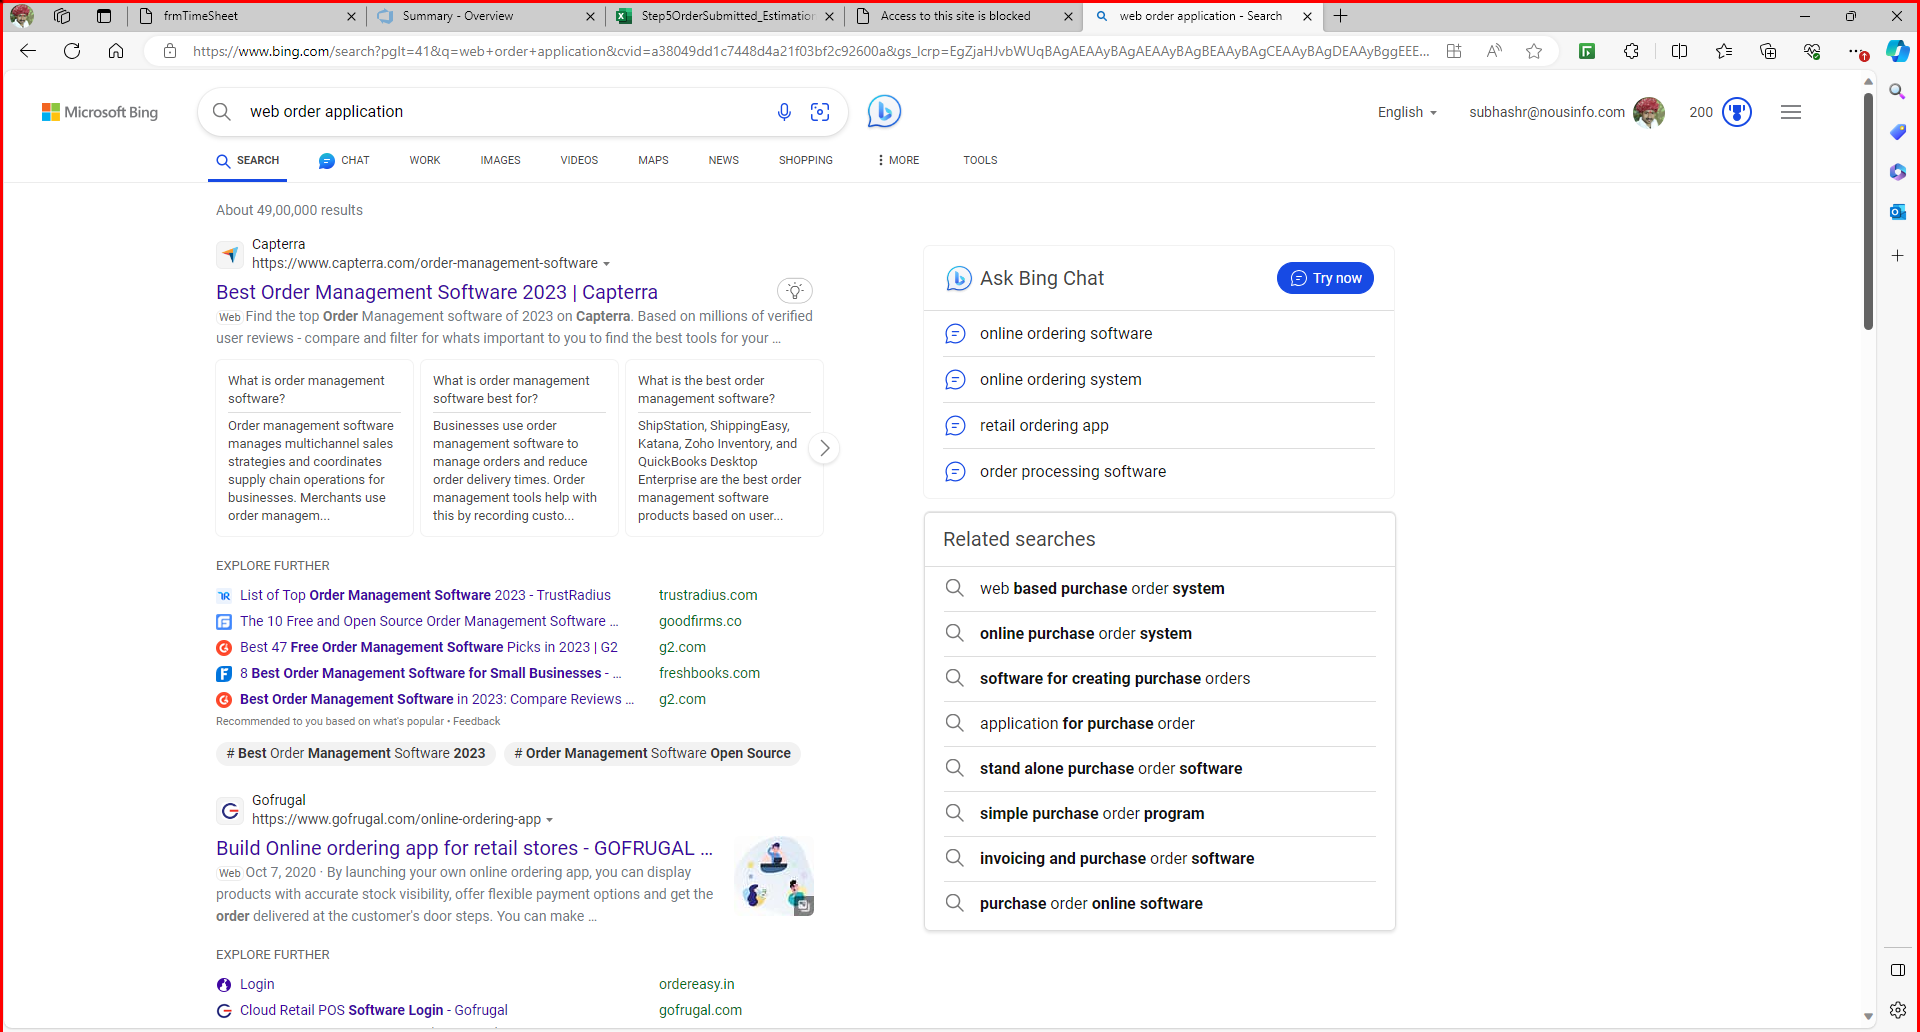 frmTimeSheet
Summary - Overview
Step5OrderSubmitted_Estimation
Access to this site is blocked
web order application - Search
https://www.bing.com/search?pglt=41&q=web+order+application&cvid=a38049dd1c7448d4a21f03bf2c92600a&gs_lcrp=EgZjaHJvbWUqBAgAEAAyBAgAEAAyBAgBEAAyBAgCEAAyBAgDEAAyBggEEE...
Microsoft Bing
web order application
English
subhashr@nousinfo.com
200
SEARCH
CHAT
WORK
IMAGES
VIDEOS
MAPS
NEWS
SHOPPING
MORE
TOOLS
About 49,00,000 results
Capterra
https://www.capterra.com/order-management-software
Best Order Management Software 2023 | Capterra
Web Find the top Order Management software of 2023 on Capterra. Based on millions of verified
user reviews - compare and filter for whats important to you to find the best tools for your ...
What is order management
software?
Order management software
manages multichannel sales
strategies and coordinates
supply chain operations for
businesses. Merchants use
order managem...
What is order management
software best for?
Businesses use order
management software to
manage orders and reduce
order delivery times. Order
management tools help with
this by recording custo...
What is the best order
management software?
ShipStation, ShippingEasy,
Katana, Zoho Inventory, and
QuickBooks Desktop
Enterprise are the best order
management software
products based on user...
EXPLORE FURTHER
List of Top Order Management Software 2023 - TrustRadius
trustradius.com
The 10 Free and Open Source Order Management Software ...
goodfirms.co
Best 47 Free Order Management Software Picks in 2023 | G2
g2.com
8 Best Order Management Software for Small Businesses - ...
freshbooks.com
Best Order Management Software in 2023: Compare Reviews ...
g2.com
Recommended to you based on what's popular • Feedback
# Best Order Management Software 2023
# Order Management Software Open Source
Gofrugal
https://www.gofrugal.com/online-ordering-app
Build Online ordering app for retail stores - GOFRUGAL ...
Web Oct 7, 2020 · By launching your own online ordering app, you can display
products with accurate stock visibility, offer flexible payment options and get the
order delivered at the customer's door steps. You can make ...
EXPLORE FURTHER
Login
ordereasy.in
Cloud Retail POS Software Login - Gofrugal
gofrugal.com
Ask Bing Chat
Try now
online ordering software
online ordering system
retail ordering app
order processing software
Related searches
web based purchase order system
online purchase order system
software for creating purchase orders
application for purchase order
stand alone purchase order software
simple purchase order program
invoicing and purchase order software
purchase order online software